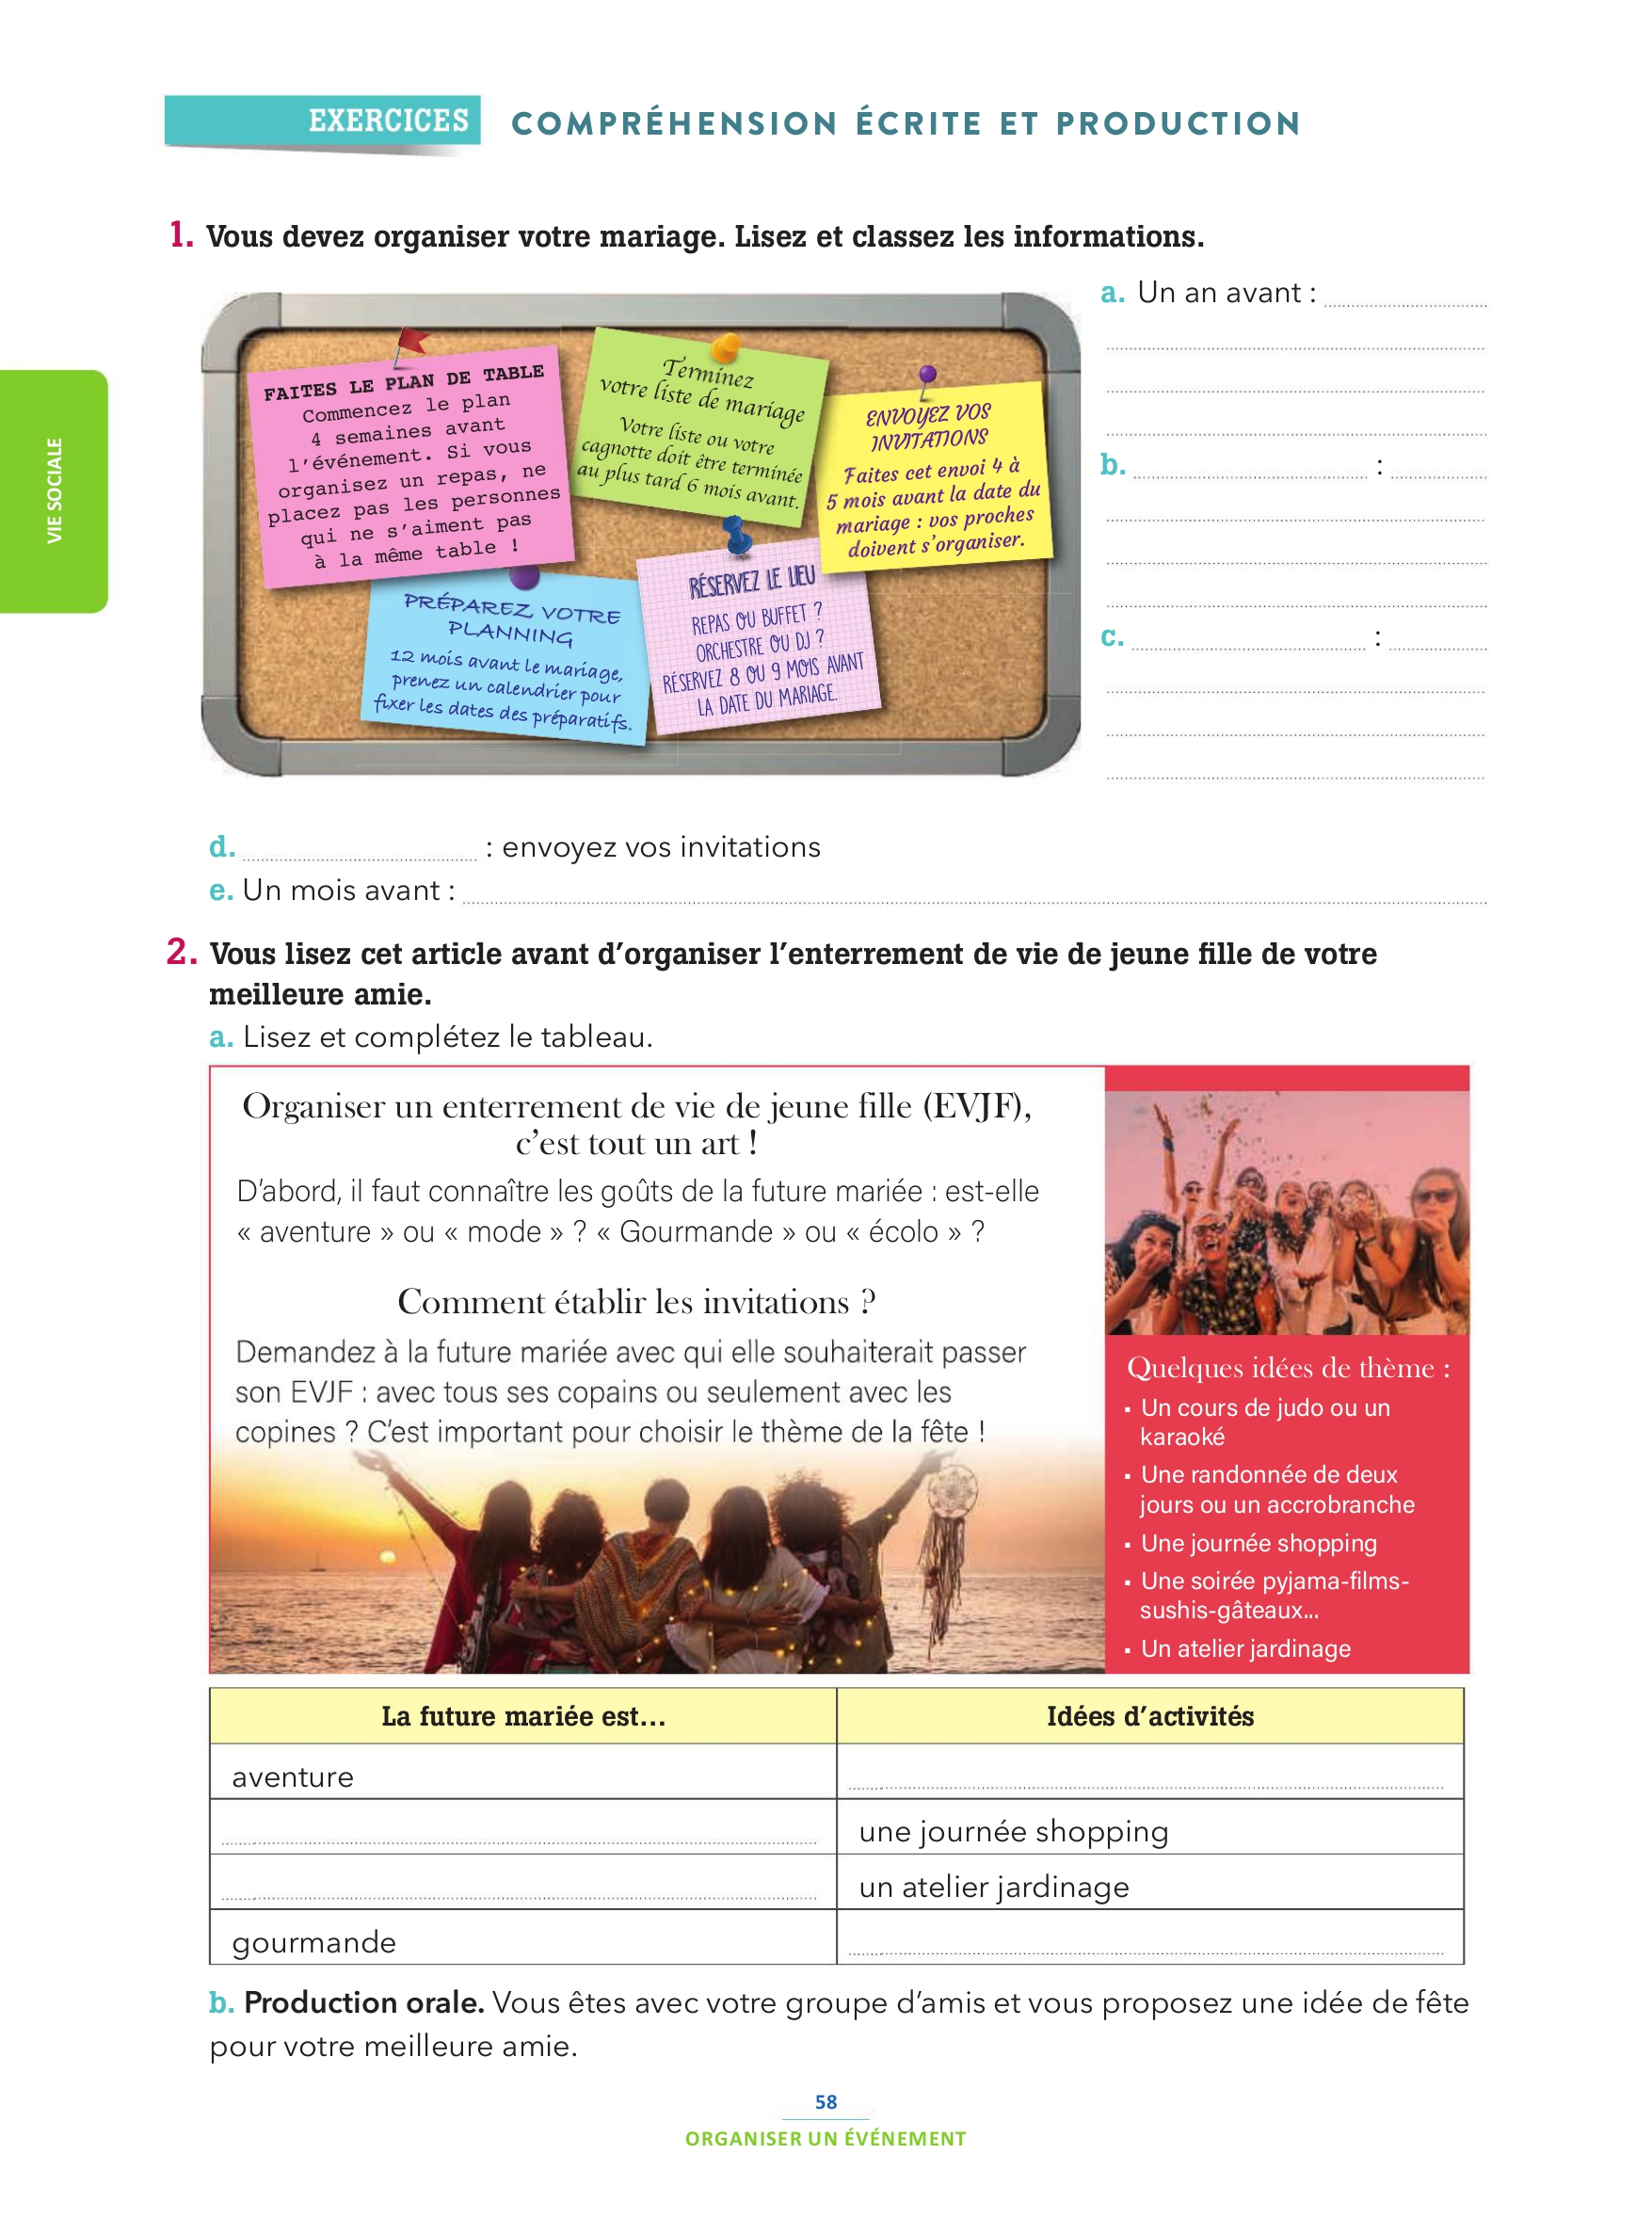 EXERCICES
COMPRÉHENSION ÉCRITE ET PRODUCTION
VIE SOCIALE
1. Vous devez organiser votre mariage. Lisez et classez les informations.
FAITES LE PLAN DE TABLE
Commencez le plan
4 semaines avant
l'événement. Si vous
organisez un repas, ne
placez pas les personnes
qui ne s'aiment pas
à la même table !
Terminez
votre liste de mariage
Votre liste ou votre
cagnotte doit être terminée
au plus tard 6 mois avant.
ENVOYEZ VOS
INVITATIONS
Faites cet envoi 4 à
5 mois avant la date du
mariage : vos proches
doivent s'organiser.
PRÉPAREZ VOTRE
PLANNING
12 mois avant le mariage,
prenez un calendrier pour
fixer les dates des préparatifs.
RÉSERVEZ LE LIEU
REPAS OU BUFFET ?
ORCHESTRE OU DJ ?
RÉSERVEZ 8 OU 9 MOIS AVANT
LA DATE DU MARIAGE.
a. Un an avant :
b. :
c. :
d. : envoyez vos invitations
e. Un mois avant :
2. Vous lisez cet article avant d'organiser l'enterrement de vie de jeune fille de votre
meilleure amie.
a. Lisez et complétez le tableau.
Organiser un enterrement de vie de jeune fille (EVJF),
c'est tout un art !
D'abord, il faut connaître les goûts de la future mariée : est-elle
« aventure » ou « mode » ? « Gourmande » ou « écolo » ?
Comment établir les invitations ?
Demandez à la future mariée avec qui elle souhaiterait passer
son EVJF : avec tous ses copains ou seulement avec les
copines ? C'est important pour choisir le thème de la fête !
Quelques idées de thème :
▪ Un cours de judo ou un
karaoké
▪ Une randonnée de deux
jours ou un accrobranche
▪ Une journée shopping
▪ Une soirée pyjama-films-
sushis-gâteaux...
▪ Un atelier jardinage
La future mariée est... Idées d'activités
aventure
une journée shopping
un atelier jardinage
gourmande
b. Production orale. Vous êtes avec votre groupe d'amis et vous proposez une idée de fête
pour votre meilleure amie.
58
ORGANISER UN ÉVÉNEMENT